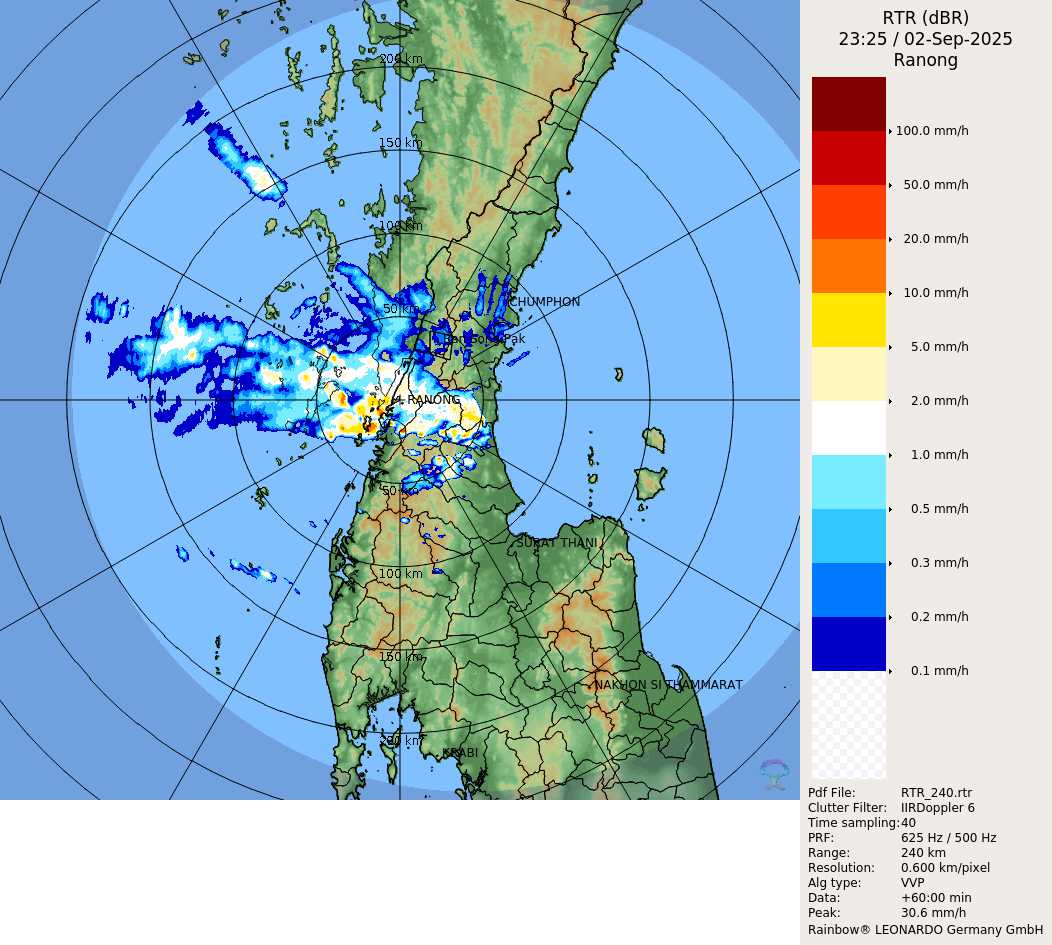 RTR (dBR)
23:25 / 02-Sep-2025
Ranong
200 km
150 km
100 km
50 km
CHUMPHON
RANONG
50 km
SURAT THANI
100 km
150 km
NAKHON SI THAMMARAT
200 km
KRABI
100.0 mm/h
50.0 mm/h
20.0 mm/h
10.0 mm/h
5.0 mm/h
2.0 mm/h
1.0 mm/h
0.5 mm/h
0.3 mm/h
0.2 mm/h
0.1 mm/h
Pdf File: RTR_240.rtr
Clutter Filter: IIRDoppler 6
Time sampling: 40
PRF: 625 Hz / 500 Hz
Range: 240 km
Resolution: 0.600 km/pixel
Alg type: VVP
Data: +60:00 min
Peak: 30.6 mm/h
Rainbow® LEONARDO Germany GmbH